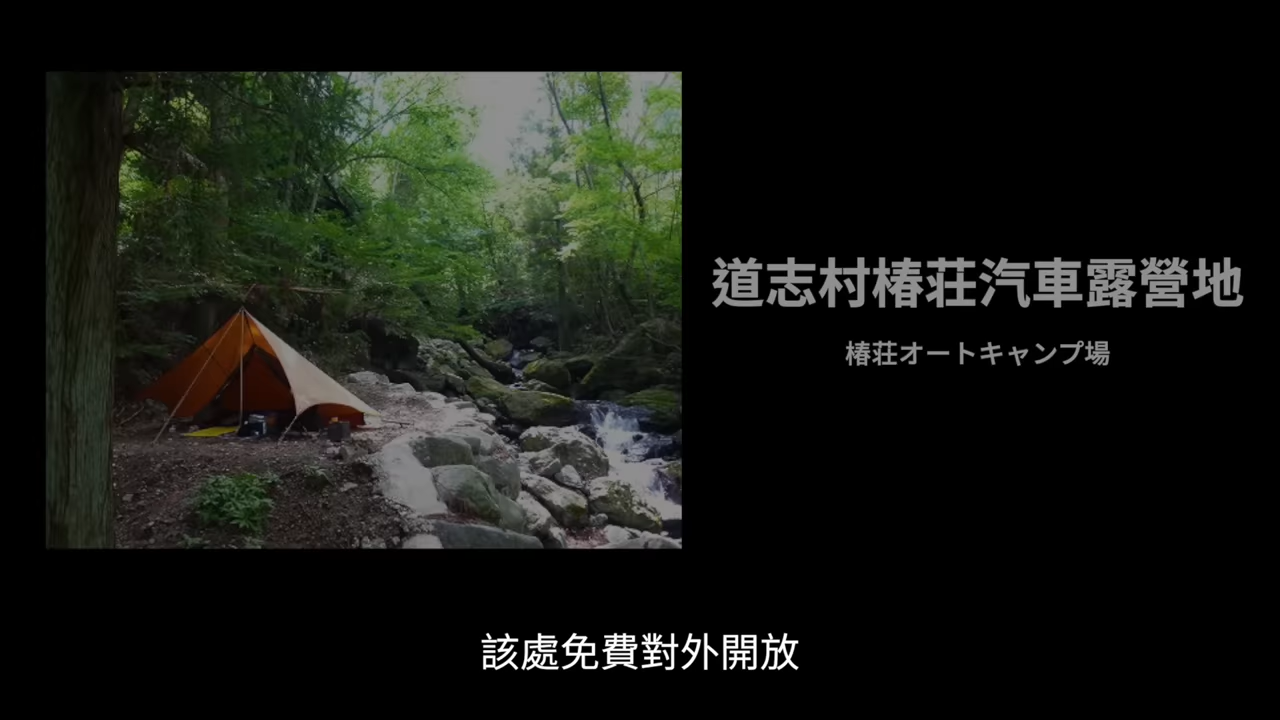 道志村椿荘汽車露營地
椿荘オートキャンプ場
該處免費對外開放